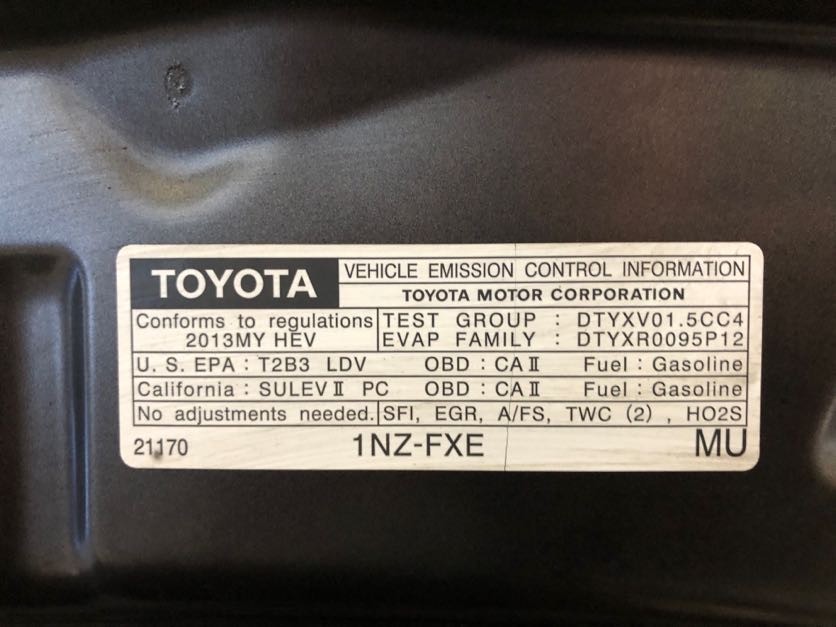 TOYOTA VEHICLE EMISSION CONTROL INFORMATION
TOYOTA MOTOR CORPORATION
Conforms to regulations TEST GROUP : DTYXV01.5CC4
2013MY HEV EVAP FAMILY : DTYXR0095P12
U. S. EPA : T2B3 LDV OBD : CAⅡ Fuel : Gasoline
California : SULEVⅡ PC OBD : CAⅡ Fuel : Gasoline
No adjustments needed. SFI, EGR, A/FS, TWC (2) , HO2S
21170 1NZ-FXE MU